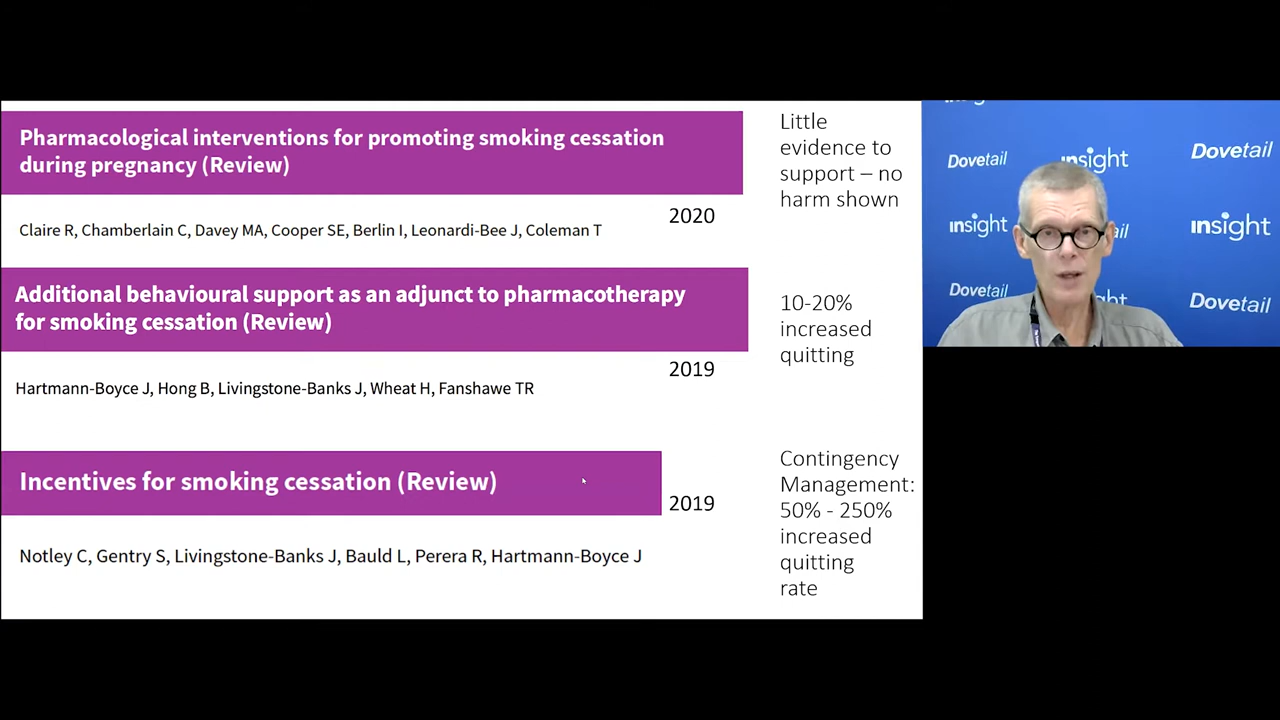 Pharmacological interventions for promoting smoking cessation
during pregnancy (Review)
2020
Claire R, Chamberlain C, Davey MA, Cooper SE, Berlin I, Leonardi-Bee J, Coleman T
Little
evidence to
support – no
harm shown
Additional behavioural support as an adjunct to pharmacotherapy
for smoking cessation (Review)
2019
Hartmann-Boyce J, Hong B, Livingstone-Banks J, Wheat H, Fanshawe TR
10-20%
increased
quitting
Incentives for smoking cessation (Review)
2019
Notley C, Gentry S, Livingstone-Banks J, Bauld L, Perera R, Hartmann-Boyce J
Contingency
Management:
50% - 250%
increased
quitting
rate
Dovetail
insight
Dovetail
insight
insight
Dovetail
Dovetail